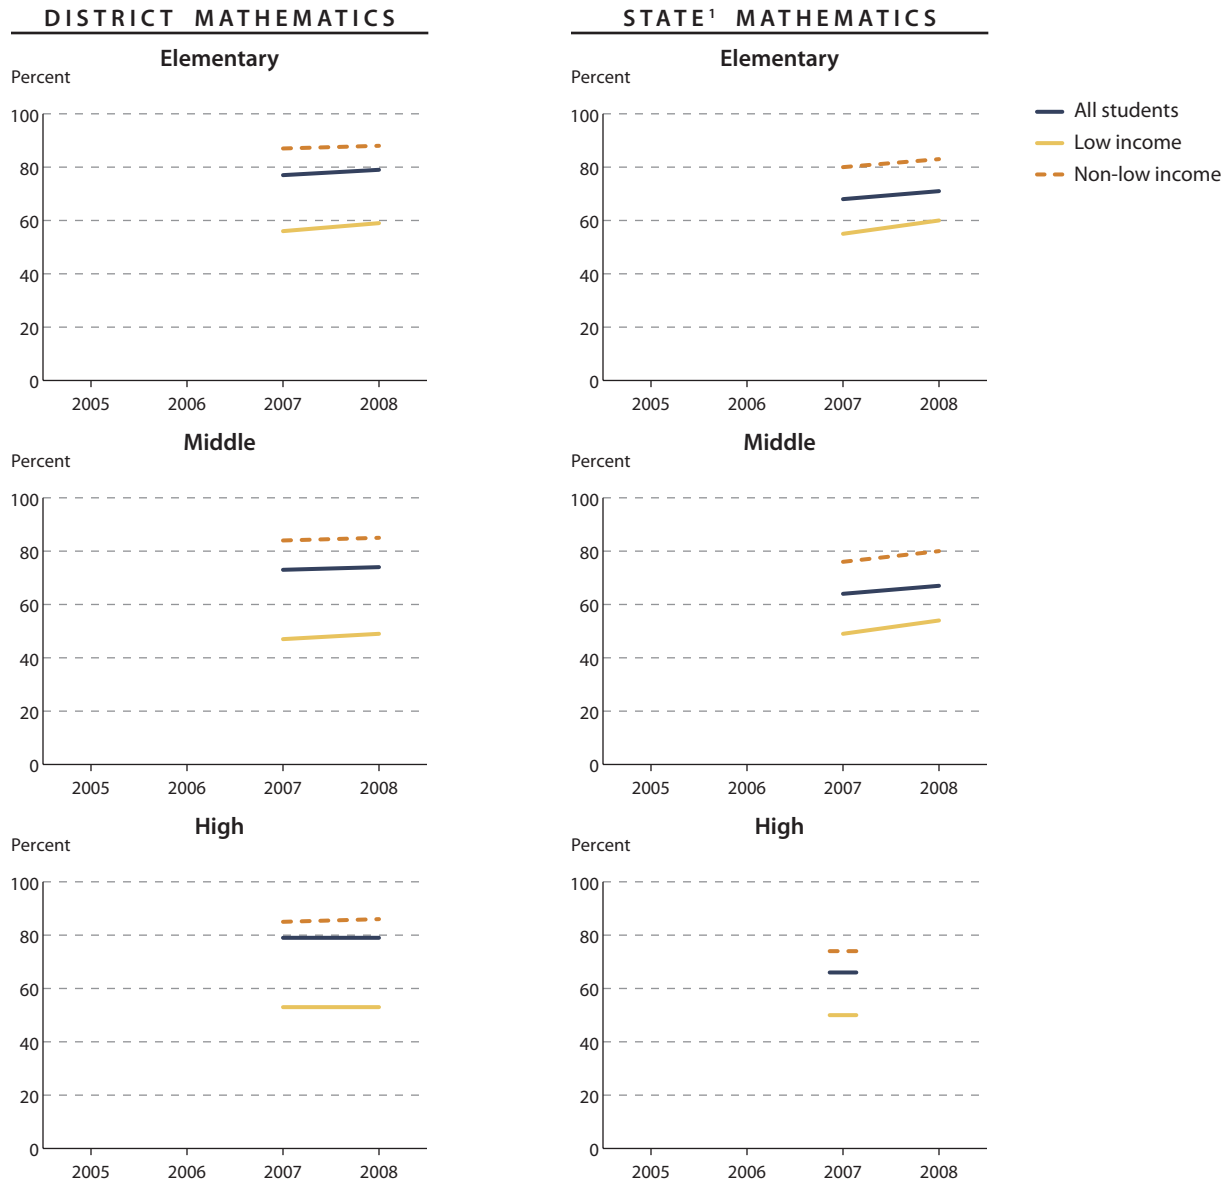 DISTRICT MATHEMATICS
Elementary
Percent
100
80
60
40
20
0
2005 2006 2007 2008
Middle
Percent
100
80
60
40
20
0
2005 2006 2007 2008
High
Percent
100
80
60
40
20
0
2005 2006 2007 2008
STATE¹ MATHEMATICS
Elementary
Percent
100
80
60
40
20
0
2005 2006 2007 2008
Middle
Percent
100
80
60
40
20
0
2005 2006 2007 2008
High
Percent
100
80
60
40
20
0
2005 2006 2007 2008
All students
Low income
Non-low income